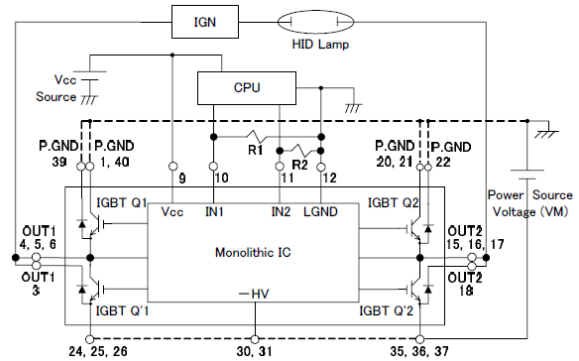 IGN
HID Lamp
Vcc
Source
CPU
P.GND
39
P.GND
1, 40
R1
R2
P.GND
20, 21
P.GND
22
9
10
11
12
Power Source
Voltage (VM)
IGBT Q1
Vcc
IN1
IN2
LGND
IGBT Q2
OUT1
4, 5, 6
Monolithic IC
OUT2
15, 16, 17
OUT1
3
OUT2
18
IGBT Q'1
−HV
IGBT Q'2
24, 25, 26
30, 31
35, 36, 37